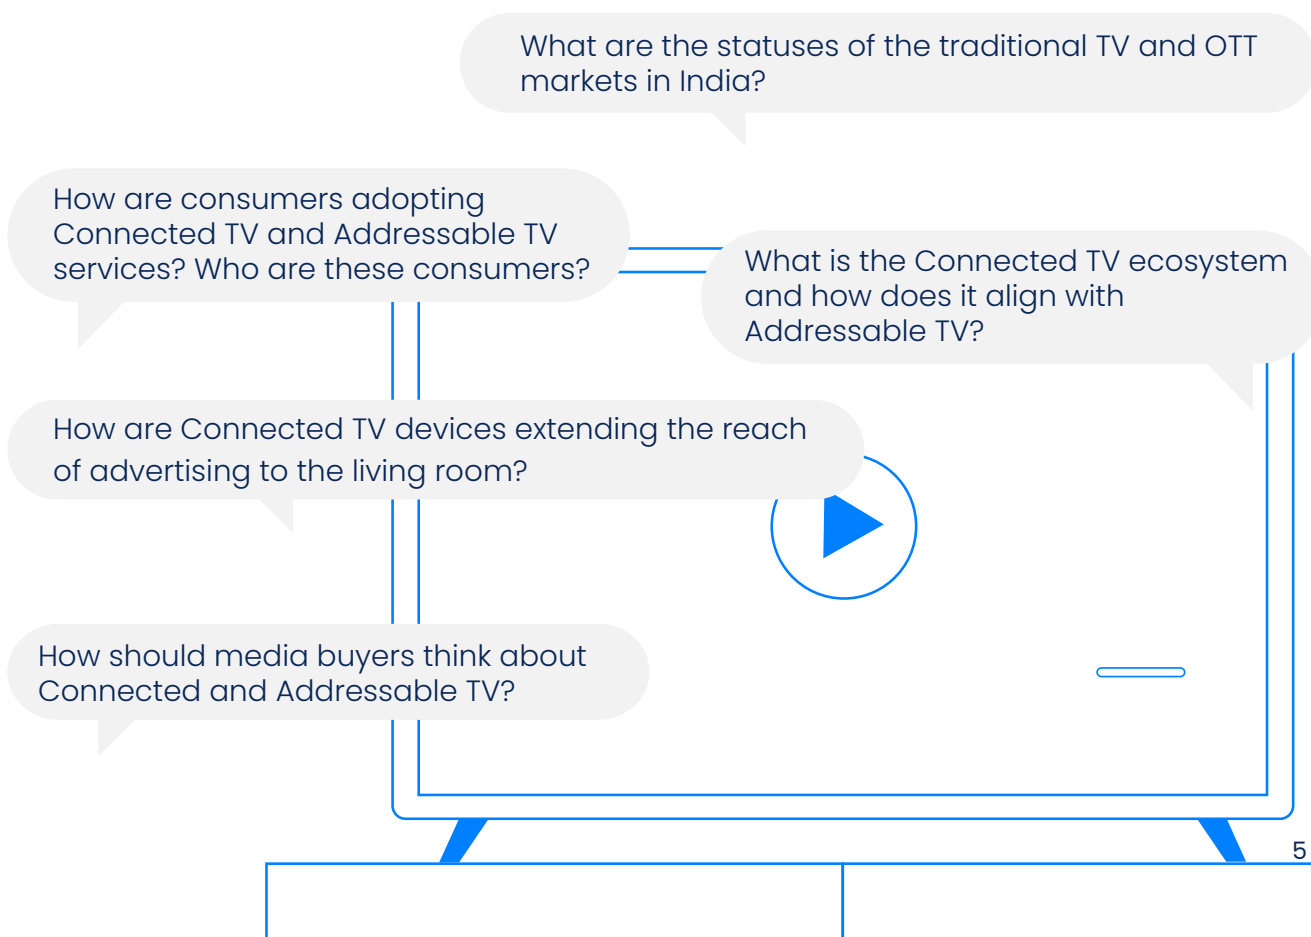 What are the statuses of the traditional TV and OTT
markets in India?
How are consumers adopting
Connected TV and Addressable TV
services? Who are these consumers?
What is the Connected TV ecosystem
and how does it align with
Addressable TV?
How are Connected TV devices extending the reach
of advertising to the living room?
How should media buyers think about
Connected and Addressable TV?
5